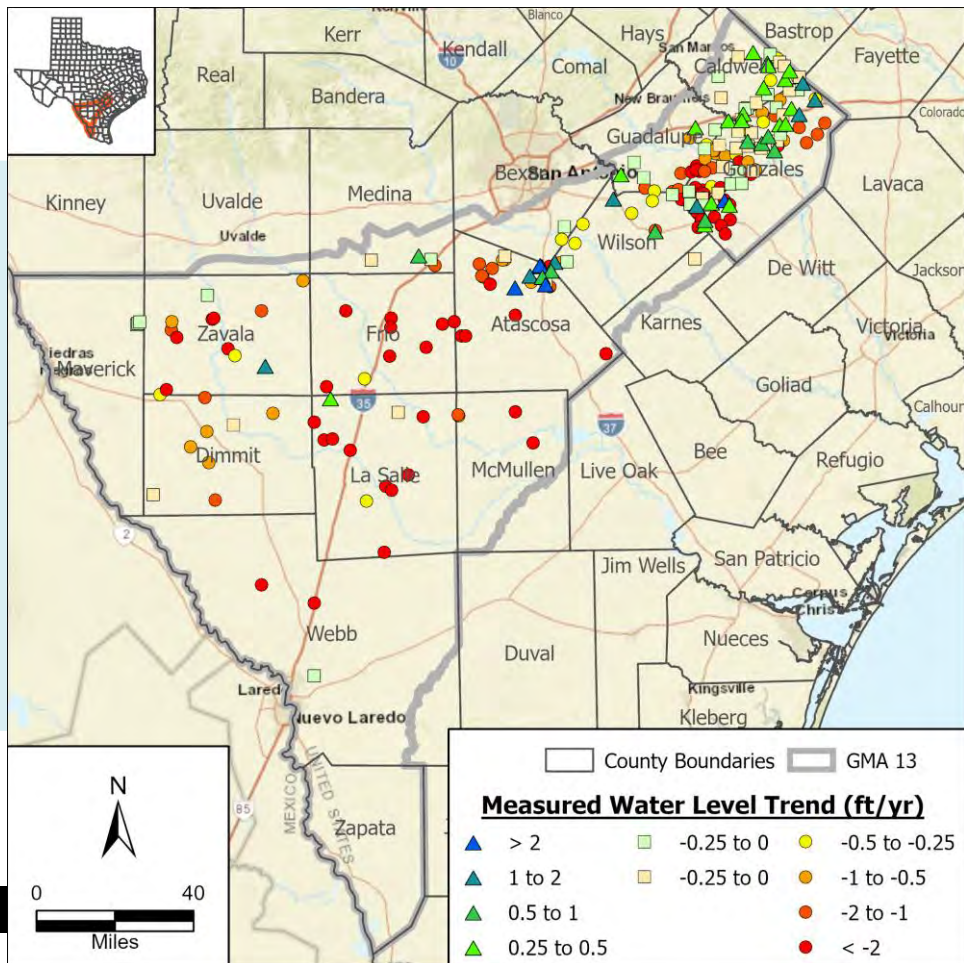 Blanco
Hays
Bastrop
Kerr
Kendall
10
San Marcos
Caldwell
Fayette
Real
Comal
Bandera
New Braunfels
Colorado
Guadalupe
Bexar
San Antonio
Gonzales
Kinney
Uvalde
Medina
Lavaca
Uvalde
Wilson
De Witt
Jackson
Zavala
Frio
Atascosa
Karnes
Victoria
Victoria
Maverick
Goliad
35
37
Calhoun
Dimmit
La Salle
McMullen
Live Oak
Bee
Refugio
2
Jim Wells
San Patricio
Corpus
Christi
Webb
Duval
Nueces
Laredo
Nuevo Laredo
Kingsville
Kleberg
85
MEXICO
UNITED STATES
Zapata
N
0 40
Miles
County Boundaries GMA 13
Measured Water Level Trend (ft/yr)
> 2 -0.25 to 0 -0.5 to -0.25
1 to 2 -0.25 to 0 -1 to -0.5
0.5 to 1 -2 to -1
0.25 to 0.5 < -2